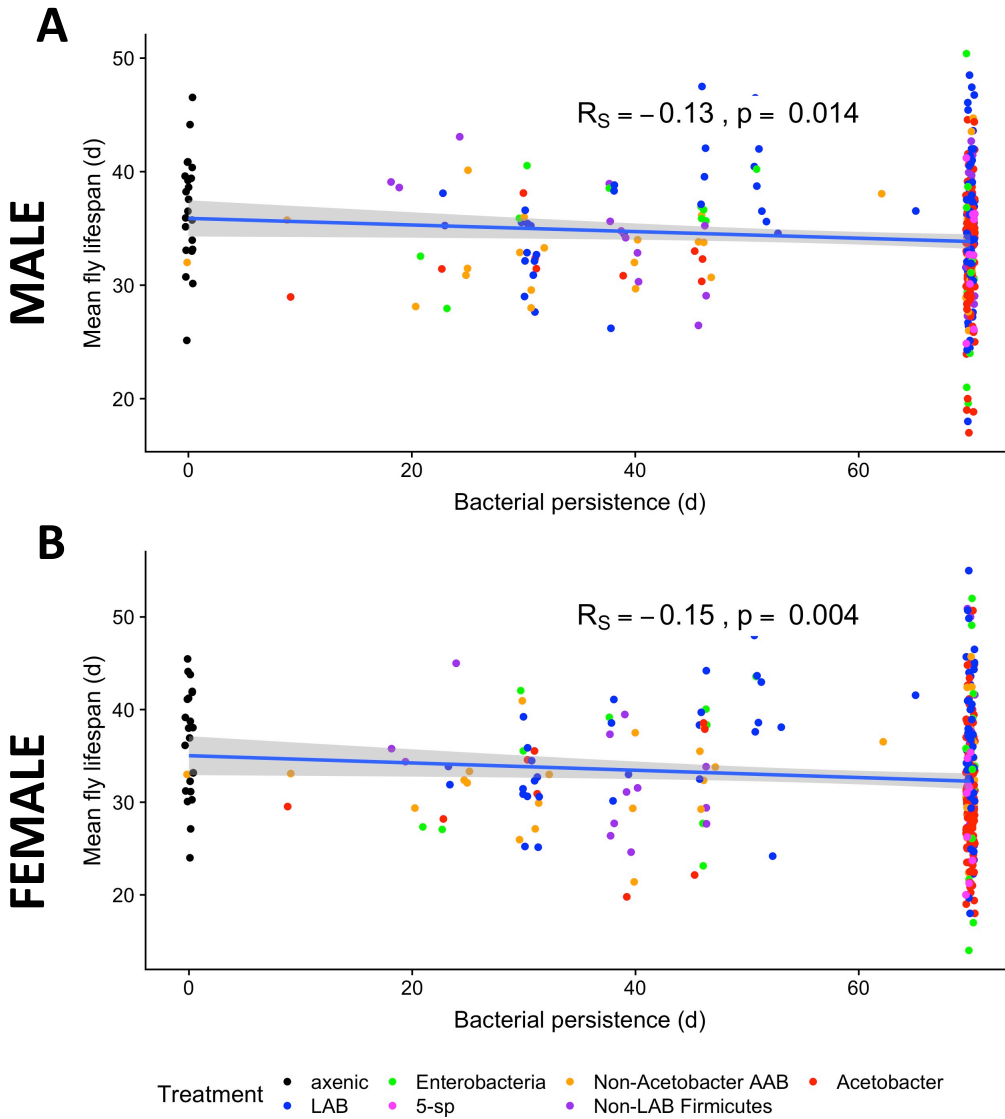 A
MALE
Mean fly lifespan (d)
50
40
30
20
R_S = −0.13 , p = 0.014
0 20 40 60
Bacterial persistence (d)
B
FEMALE
Mean fly lifespan (d)
50
40
30
20
R_S = −0.15 , p = 0.004
0 20 40 60
Bacterial persistence (d)
Treatment
axenic Enterobacteria Non-Acetobacter AAB Acetobacter
LAB 5-sp Non-LAB Firmicutes